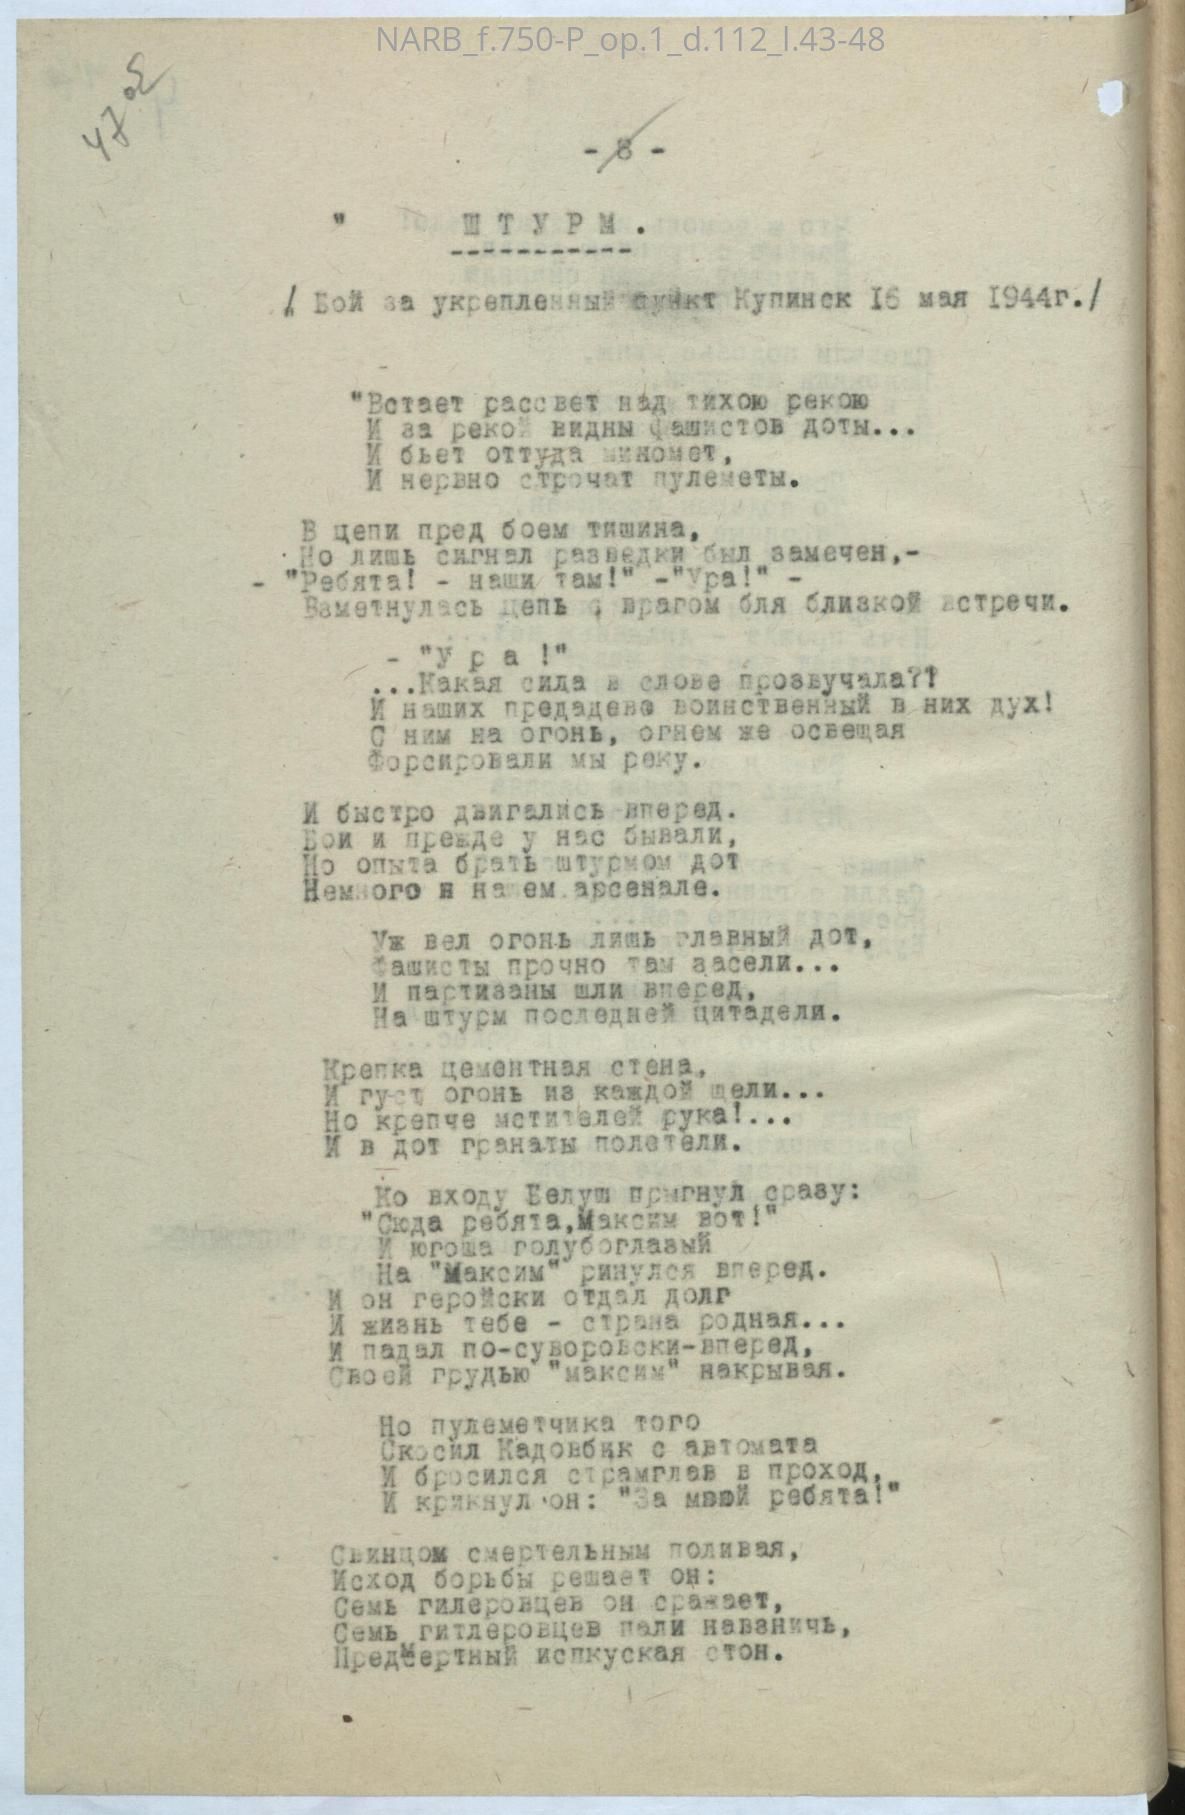 NARB_f.750-P_op.1_d.112_l.43-48
47 об
- 8 -
" ШТУРМ.
-----------
/ Бой за укрепленный пункт Купинск 16 мая 1944г./
"Встает рассвет над тихою рекою
И за рекой видны фашистов доты...
И бьет оттуда миномет,
И нервно строчат пулеметы.
В цепи пред боем тишина,
Но лишь сигнал разведки был замечен,-
- "Ребята! - наши там!" -"Ура!" -
Взметнулась цепь с врагом бля близкой встречи.
- "У р а !"
...Какая сила в слове прозвучала?!
И наших предадево воинственный в них дух!
С ним на огонь, огнем же освещая
Форсировали мы реку.
И быстро двигались вперед.
Бои и прежде у нас бывали,
Но опыта брать штурмом дот
Немного н нашем арсенале.
Уж вел огонь лишь главный дот,
Фашисты прочно там засели...
И партизаны шли вперед,
На штурм последней цитадели.
Крепка цементная стена,
И густ огонь из каждой щели...
Но крепче мстителей рука!...
И в дот гранаты полетели.
Ко входу Белуш прыгнул сразу:
"Сюда ребята,Максим вот!"
И югоша голубоглазый
На "Максим" ринулся вперед.
И он геройски отдал долг
И жизнь тебе - страна родная...
И падал по-суворовски-вперед,
Своей грудью "максим" накрывая.
Но пулеметчика того
Скосил Кадовбик с автомата
И бросился страмглав в проход,
И крикнул он: "За мной ребята!"
Свинцом смертельным поливая,
Исход борьбы решает он:
Семь гилеровцев он сражает,
Семь гитлеровцев пали навзничь,
Предмертный испкуская стон.